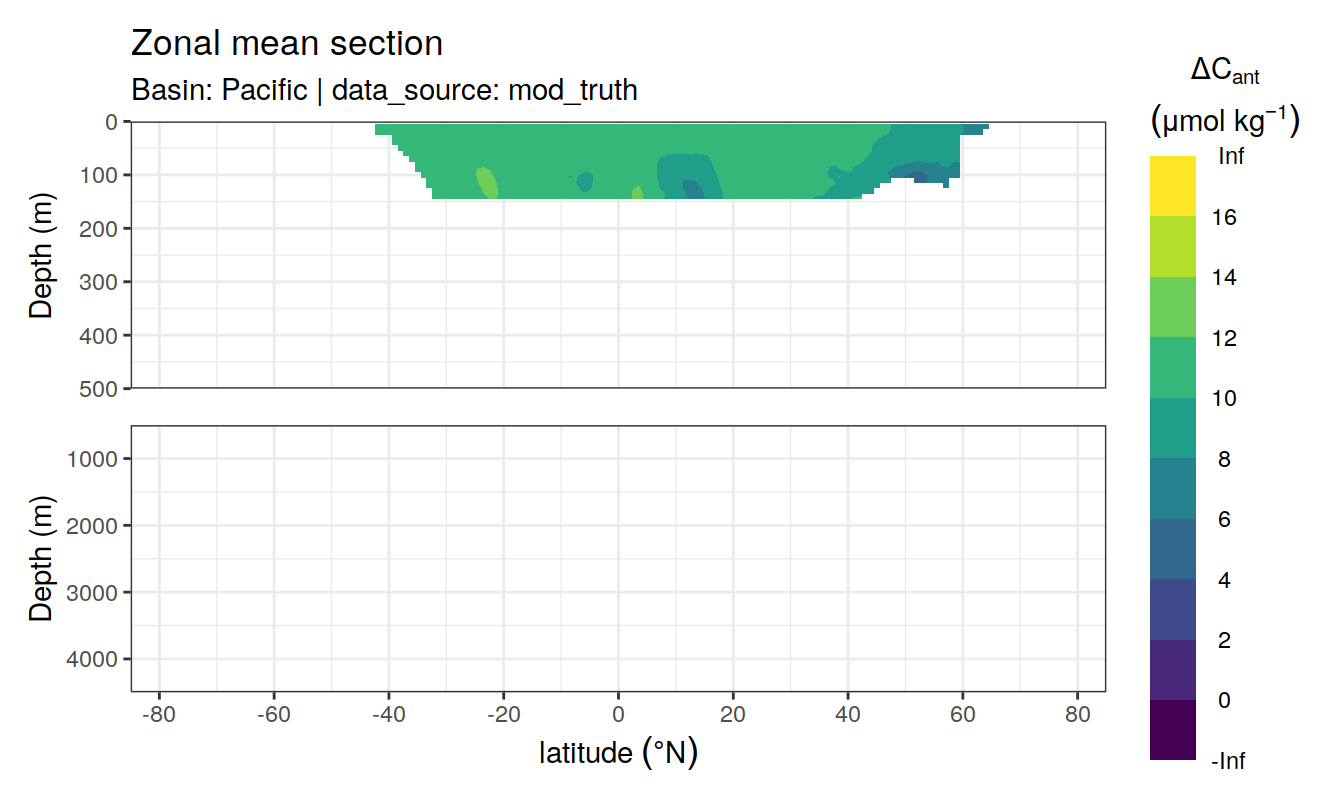 Zonal mean section
Basin: Pacific | data_source: mod_truth
ΔCant
(μmol kg⁻¹)
Depth (m)
0
100
200
300
400
500
Depth (m)
1000
2000
3000
4000
-80 -60 -40 -20 0 20 40 60 80
latitude (°N)
Inf
16
14
12
10
8
6
4
2
0
-Inf